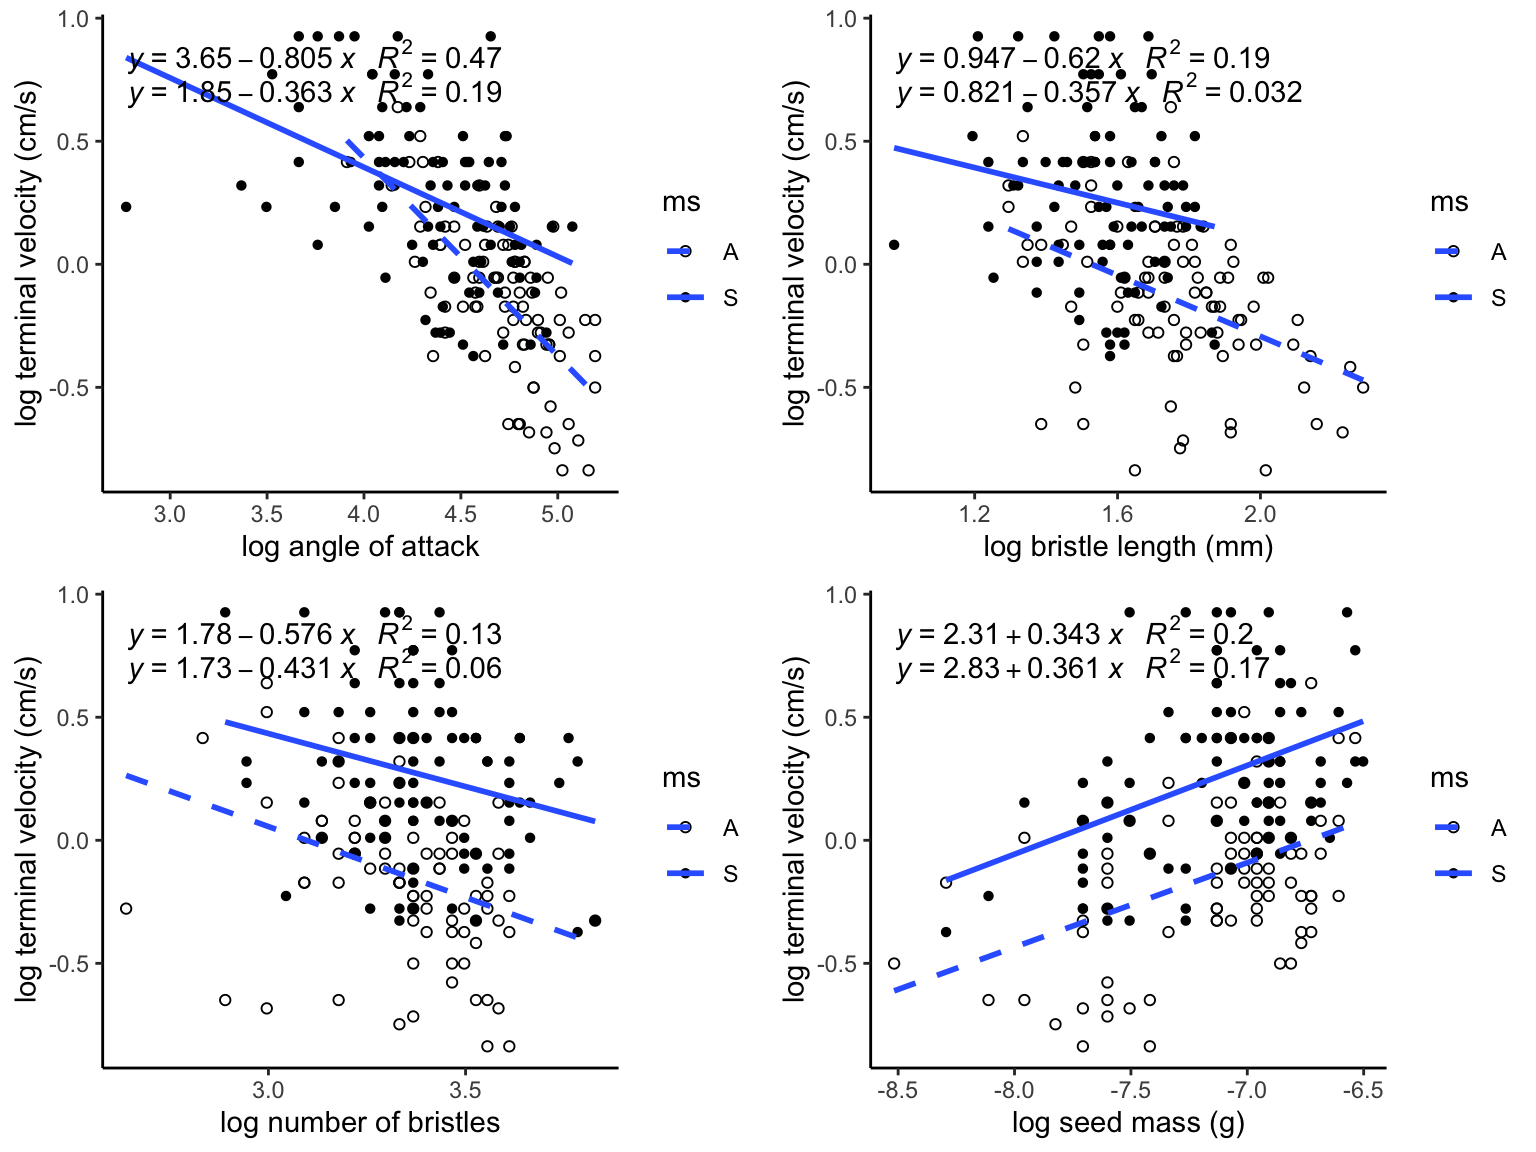 y = 3.65 – 0.805 x R² = 0.47
y = 1.85 – 0.363 x R² = 0.19
1.0
0.5
0.0
-0.5
log terminal velocity (cm/s)
3.0 3.5 4.0 4.5 5.0
log angle of attack
ms
A
S
y = 0.947 – 0.62 x R² = 0.19
y = 0.821 – 0.357 x R² = 0.032
1.0
0.5
0.0
-0.5
log terminal velocity (cm/s)
1.2 1.6 2.0
log bristle length (mm)
ms
A
S
y = 1.78 – 0.576 x R² = 0.13
y = 1.73 – 0.431 x R² = 0.06
1.0
0.5
0.0
-0.5
log terminal velocity (cm/s)
3.0 3.5
log number of bristles
ms
A
S
y = 2.31 + 0.343 x R² = 0.2
y = 2.83 + 0.361 x R² = 0.17
1.0
0.5
0.0
-0.5
log terminal velocity (cm/s)
-8.5 -8.0 -7.5 -7.0 -6.5
log seed mass (g)
ms
A
S